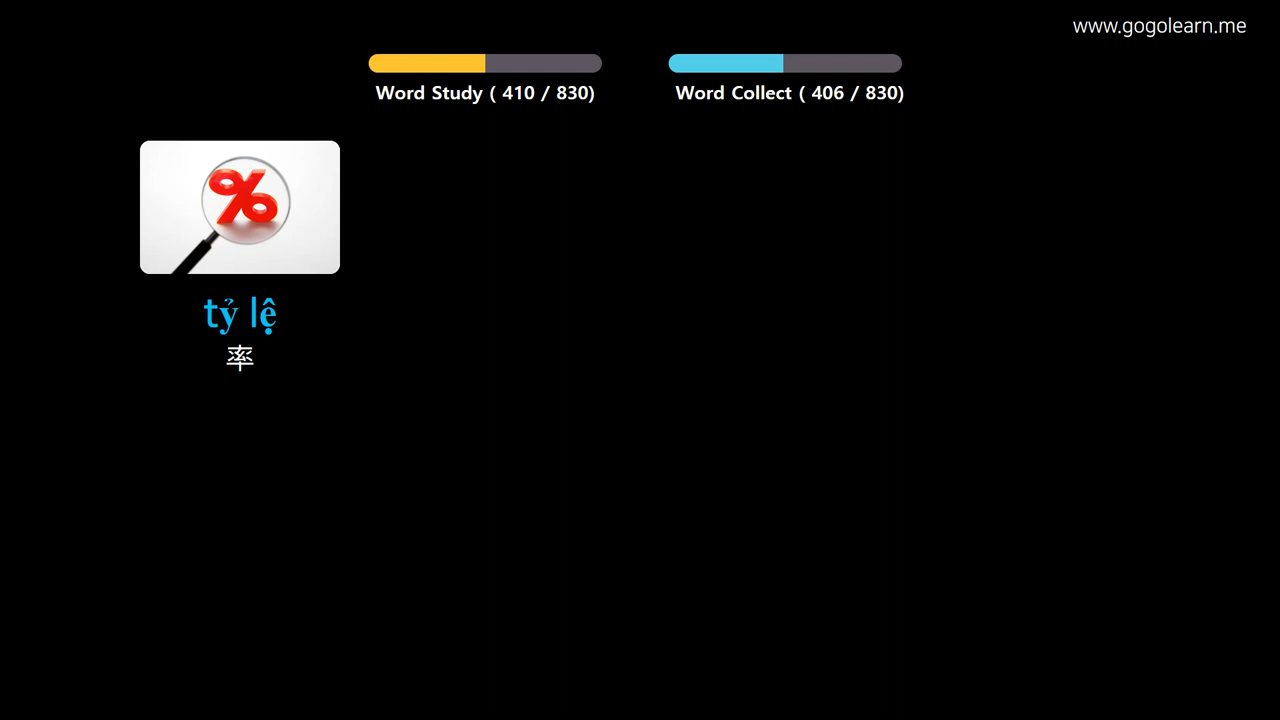 www.gogolearn.me
Word Study ( 410 / 830)
Word Collect ( 406 / 830)
%
tỷ lệ
率